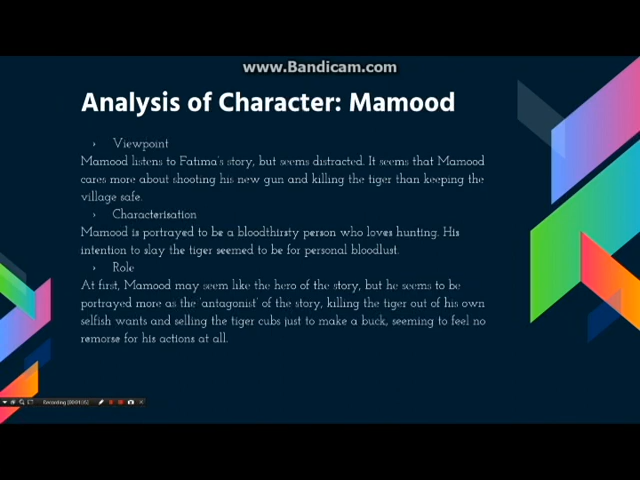 www.Bandicam.com
Analysis of Character: Mamood
› Viewpoint
Mamood listens to Fatima's story, but seems distracted. It seems that Mamood
cares more about shooting his new gun and killing the tiger than keeping the
village safe.
› Characterisation
Mamood is portrayed to be a bloodthirsty person who loves hunting. His
intention to slay the tiger seemed to be for personal bloodlust.
› Role
At first, Mamood may seem like the hero of the story, but he seems to be
portrayed more as the 'antagonist' of the story, killing the tiger out of his own
selfish wants and selling the tiger cubs just to make a buck, seeming to feel no
remorse for his actions at all.
Recording